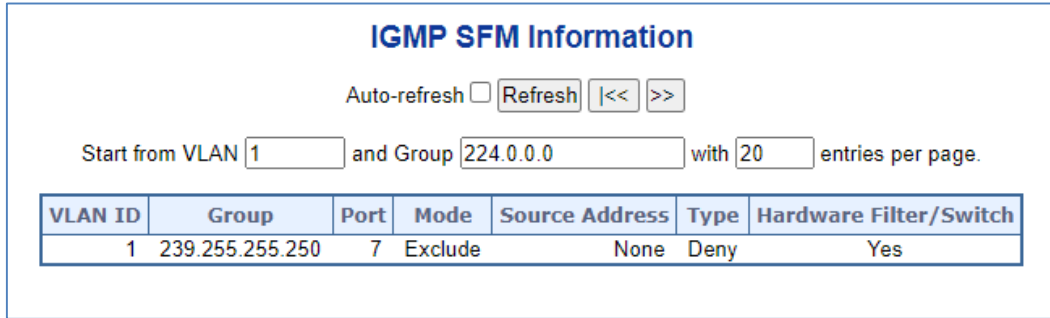 IGMP SFM Information
Auto-refresh Refresh |<< >>
Start from VLAN 1 and Group 224.0.0.0 with 20 entries per page.
VLAN ID Group Port Mode Source Address Type Hardware Filter/Switch
1 239.255.255.250 7 Exclude None Deny Yes